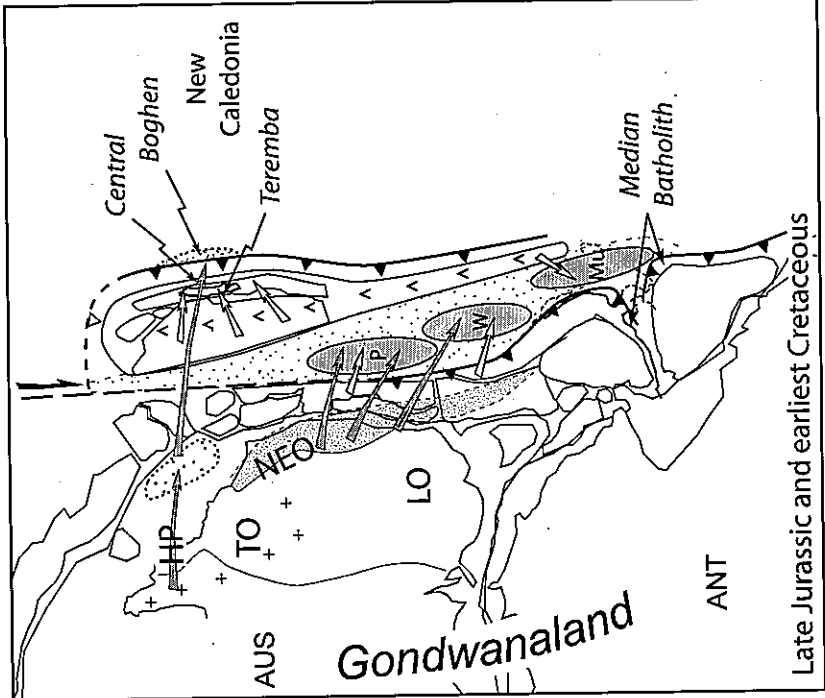 Central
Boghen
New
Caledonia
Teremba
HP
NEO
TO
LO
P
W
Mu
Median
Batholith
AUS
ANT
Gondwanaland
Late Jurassic and earliest Cretaceous